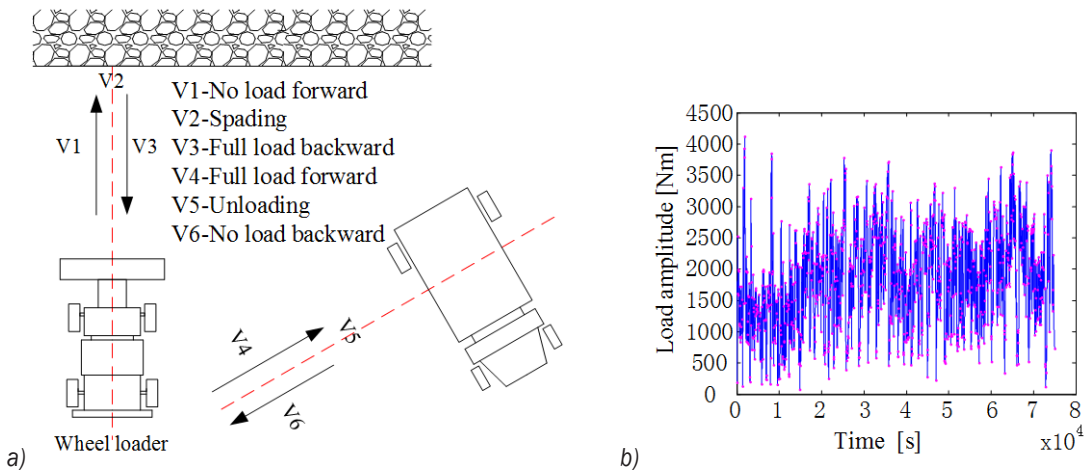 V2
V1
V3
V1-No load forward
V2-Spading
V3-Full load backward
V4-Full load forward
V5-Unloading
V6-No load backward
V4
V5
V6
Wheel loader
a)
Load amplitude [Nm]
4500
4000
3500
3000
2500
2000
1500
1000
500
0
0 1 2 3 4 5 6 7 8
Time [s]
x10^4
b)